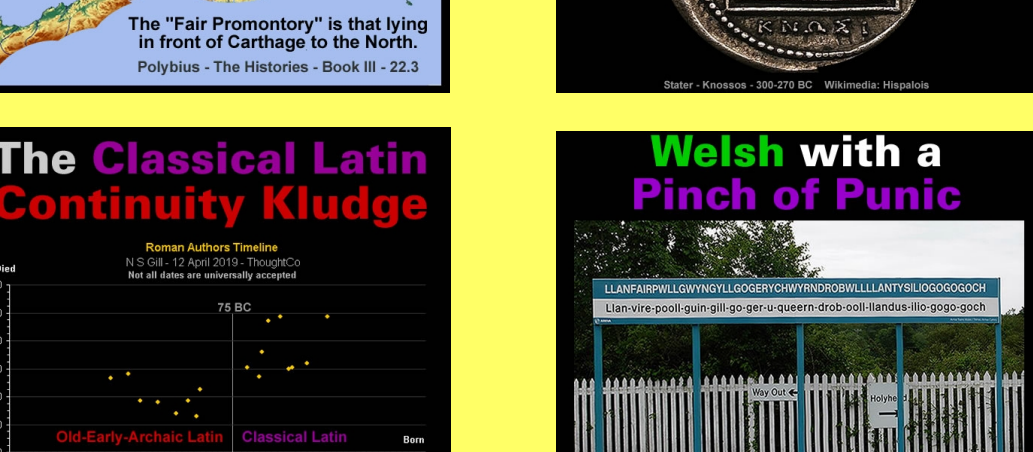 The "Fair Promontory" is that lying
in front of Carthage to the North.
Polybius - The Histories - Book III - 22.3
ΚΝΩΣΙ
Stater - Knossos - 300-270 BC Wikimedia: Hispalois
The Classical Latin
Continuity Kludge
Roman Authors Timeline
N S Gill - 12 April 2019 - ThoughtCo
Not all dates are universally accepted
Died
75 BC
Old-Early-Archaic Latin
Classical Latin
Born
Welsh with a
Pinch of Punic
LLANFAIRPWLLGWYNGYLLGOGERYCHWYRNDROBWLLLLANTYSILIOGOGOGOCH
Llan-vire-pooll-guin-gill-go-ger-u-queern-drob-ooll-llandus-ilio-gogo-goch
Way Out
Holyhead